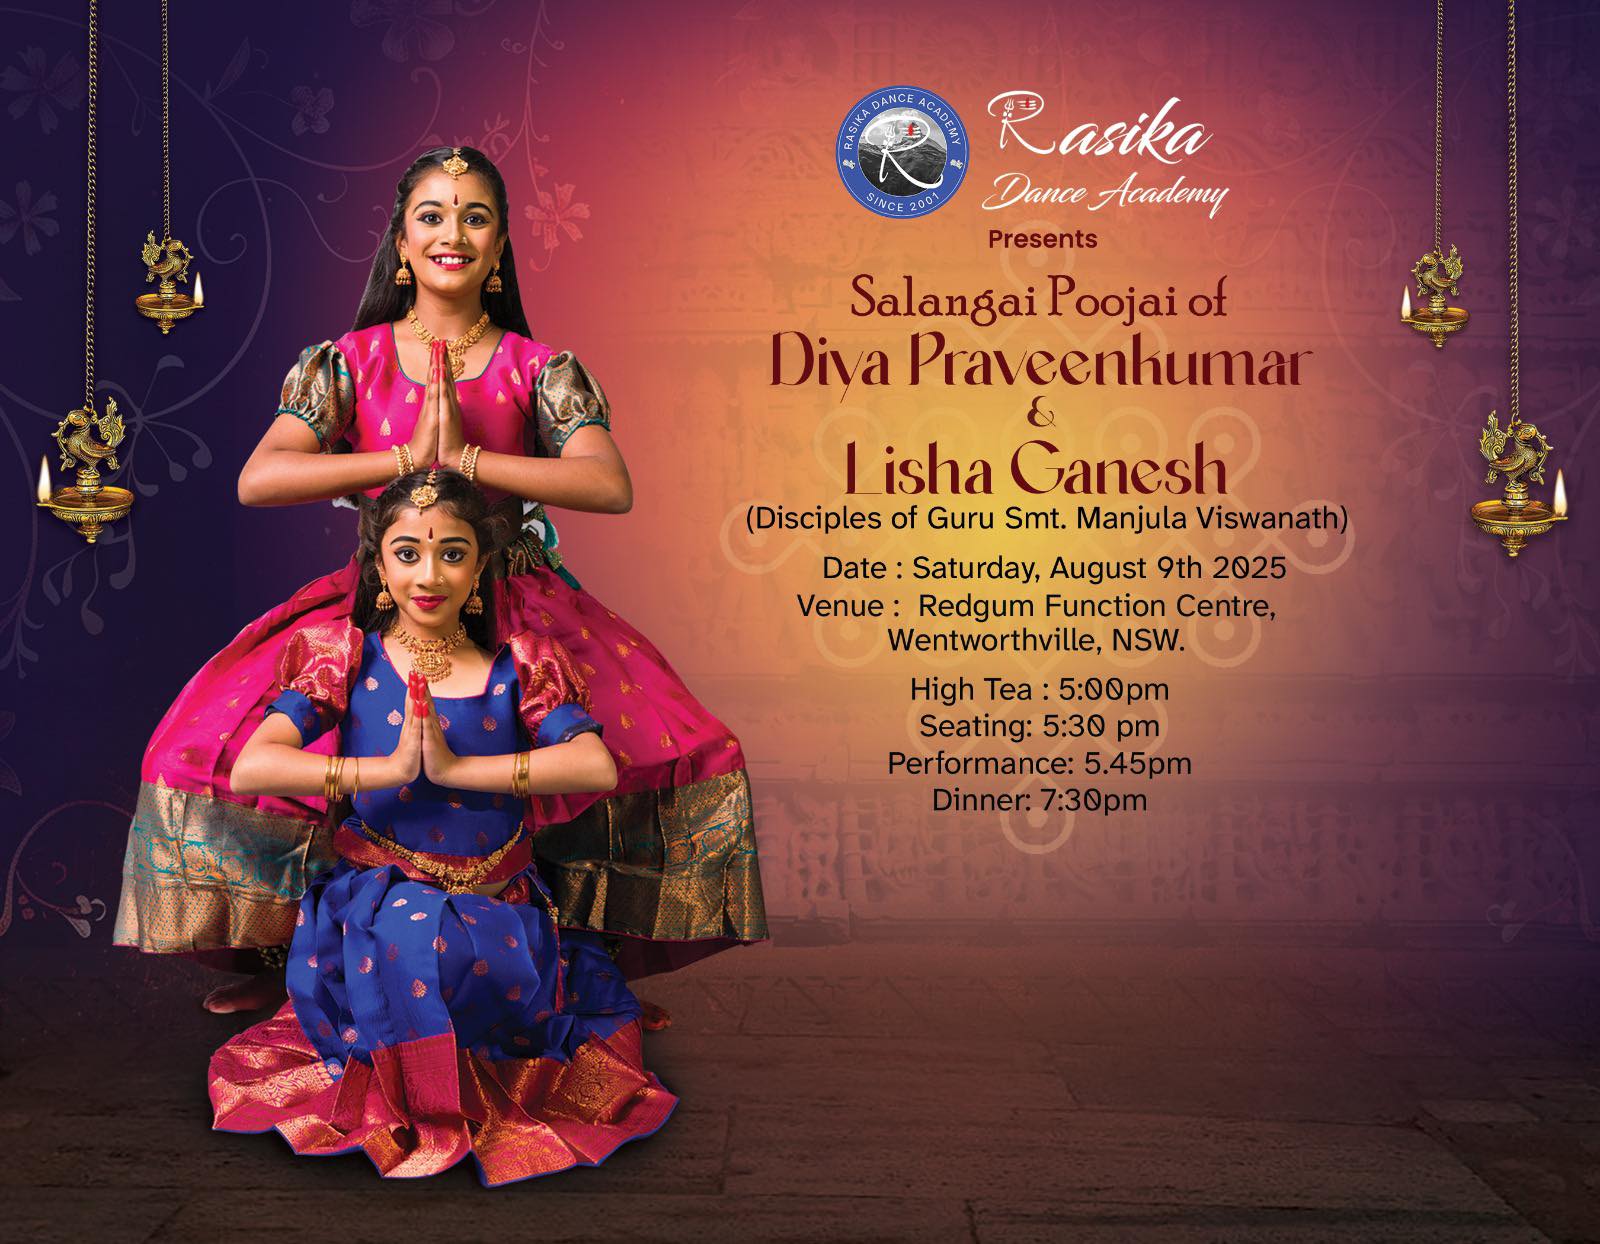 RASIKA DANCE ACADEMY
SINCE 2001
R
Rasika
Dance Academy
Presents
Salangai Poojai of
Diya Praveenkumar
&
Lisha Ganesh
(Disciples of Guru Smt. Manjula Viswanath)
Date : Saturday, August 9th 2025
Venue : Redgum Function Centre,
Wentworthville, NSW.
High Tea : 5:00pm
Seating: 5:30 pm
Performance: 5.45pm
Dinner: 7:30pm